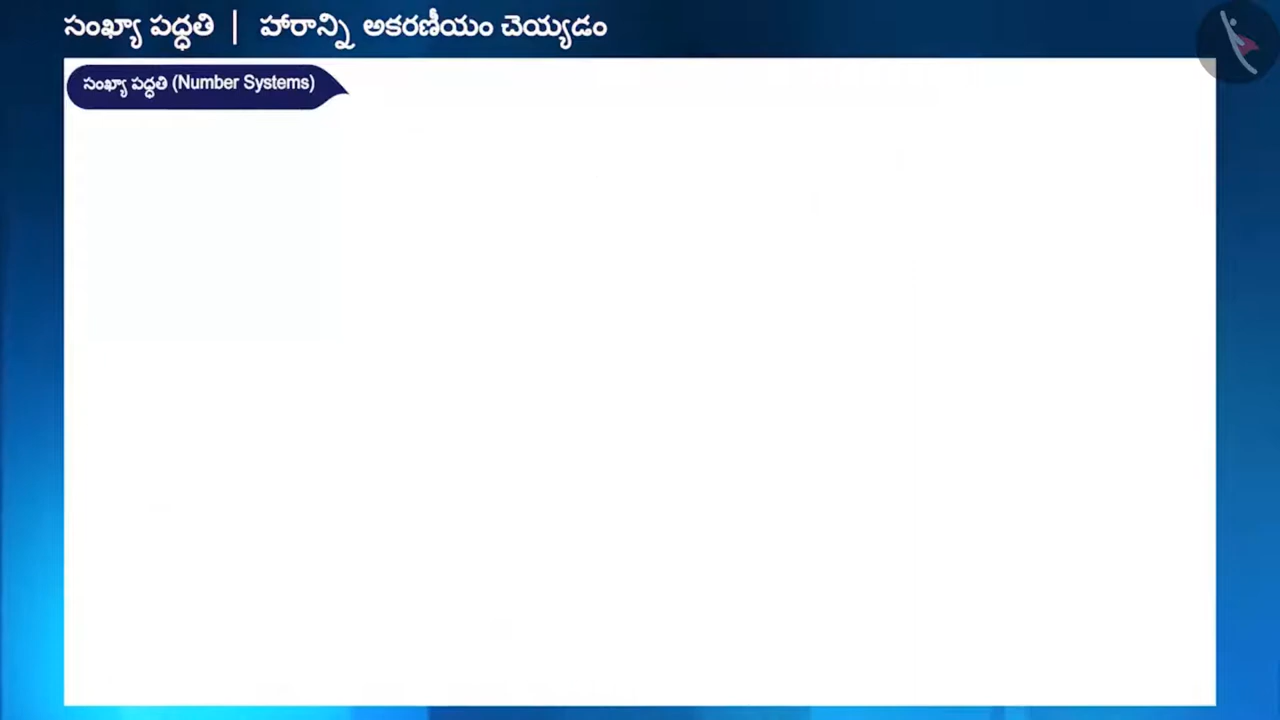 సంఖ్యా పద్ధతి | హారాన్ని అకరణీయం చెయ్యడం
సంఖ్యా పద్ధతి (Number Systems)